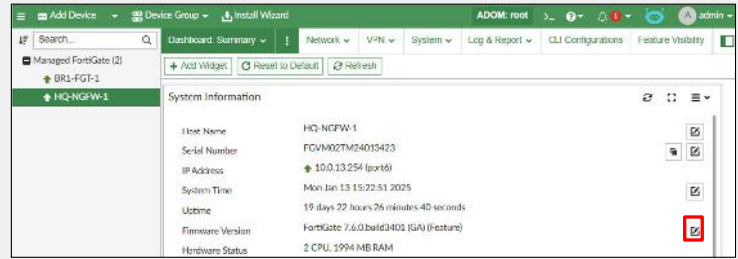 Add Device Device Group Install Wizard ADOM: root >_ admin
Search... Dashboard: Summary Network VPN System Log & Report CLI Configurations Feature Visibility
Managed FortiGate (2)
+ Add Widget Reset to Default Refresh
BR1-FGT-1
HQ-NGFW-1
System Information
Host Name HQ-NGFW-1
Serial Number FGVM02TM24013423
IP Address 10.0.13.254 (port6)
System Time Mon Jan 13 15:22:51 2025
Uptime 19 days 22 hours 26 minutes 40 seconds
Firmware Version FortiGate 7.6.0,build3401 (GA) (Feature)
Hardware Status 2 CPU, 1994 MB RAM